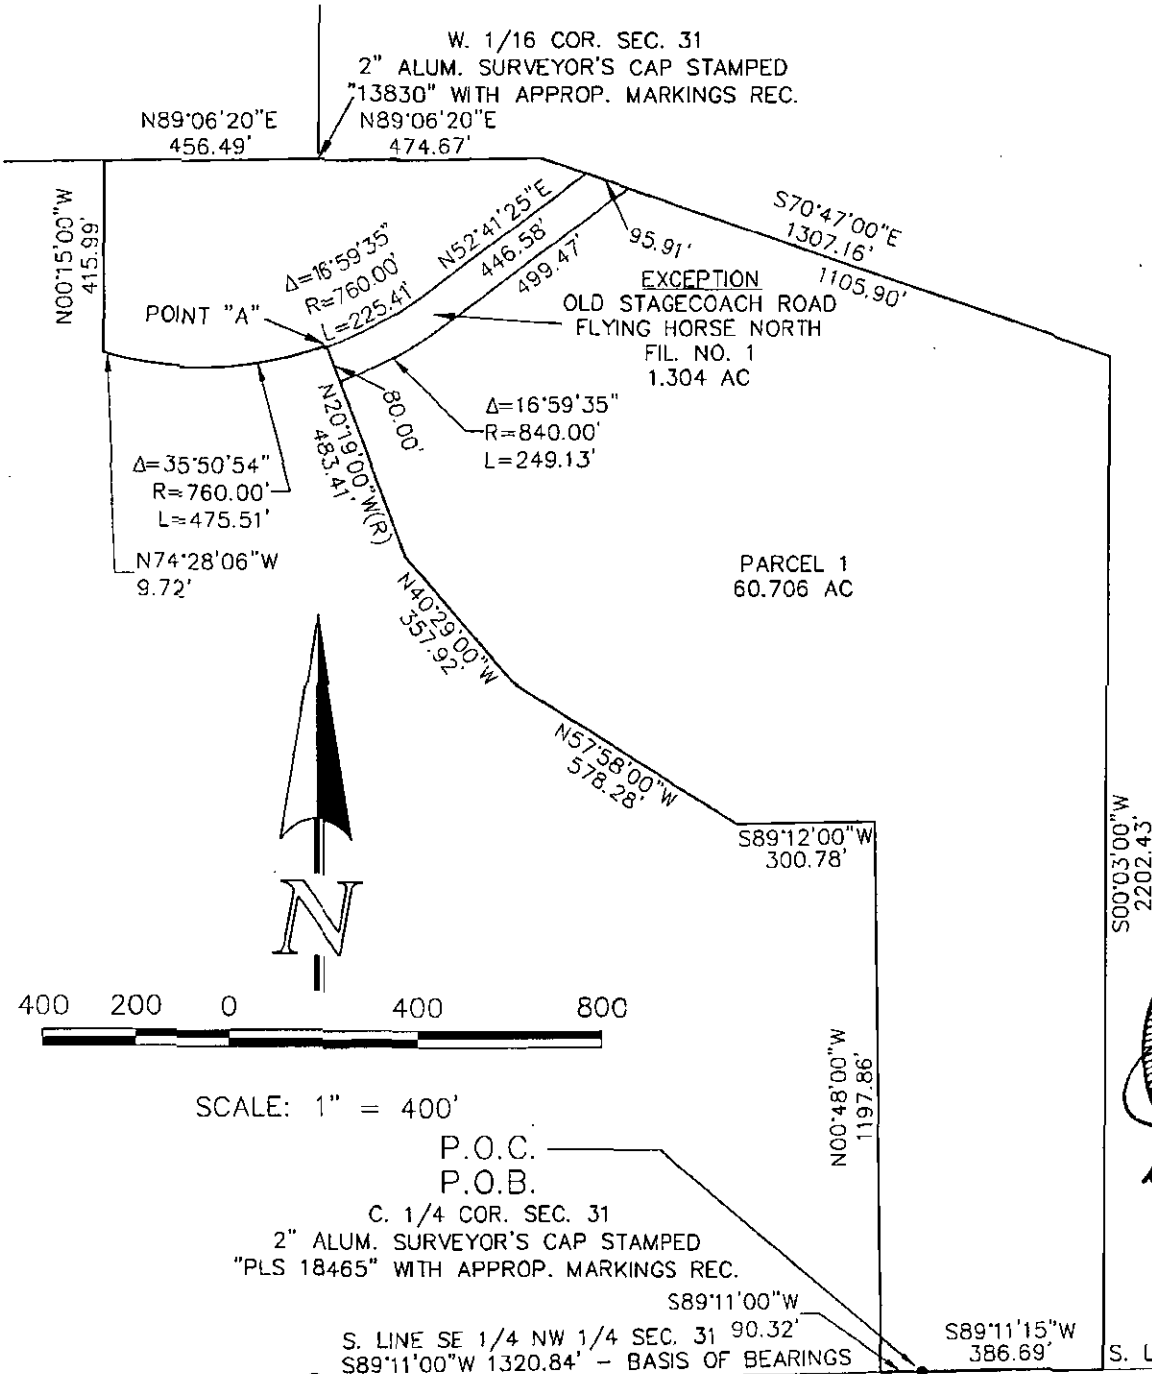 W. 1/16 COR. SEC. 31
2" ALUM. SURVEYOR'S CAP STAMPED
"13830" WITH APPROP. MARKINGS REC.
N89°06'20"E
456.49'
N89°06'20"E
474.67'
N00°15'00"W
415.99'
S70°47'00"E
1307.16'
1105.90'
95.91'
N52°41'25"E
446.58'
499.47'
Δ=16°59'35"
R=760.00'
L=225.41'
POINT "A"
EXCEPTION
OLD STAGECOACH ROAD
FLYING HORSE NORTH
FIL. NO. 1
1.304 AC
80.00'
Δ=16°59'35"
R=840.00'
L=249.13'
N20°19'00"W(R)
483.41'
Δ=35°50'54"
R=760.00'
L=475.51'
N74°28'06"W
9.72'
PARCEL 1
60.706 AC
N40°29'00"W
357.92'
N57°58'00"W
578.28'
S89°12'00"W
300.78'
S00°03'00"W
2202.43'
N
400 200 0 400 800
SCALE: 1" = 400'
N00°48'00"W
1197.86'
P.O.C.
P.O.B.
C. 1/4 COR. SEC. 31
2" ALUM. SURVEYOR'S CAP STAMPED
"PLS 18465" WITH APPROP. MARKINGS REC.
S89°11'00"W
90.32'
S. LINE SE 1/4 NW 1/4 SEC. 31
S89°11'00"W 1320.84' - BASIS OF BEARINGS
S89°11'15"W
386.69'
S. L